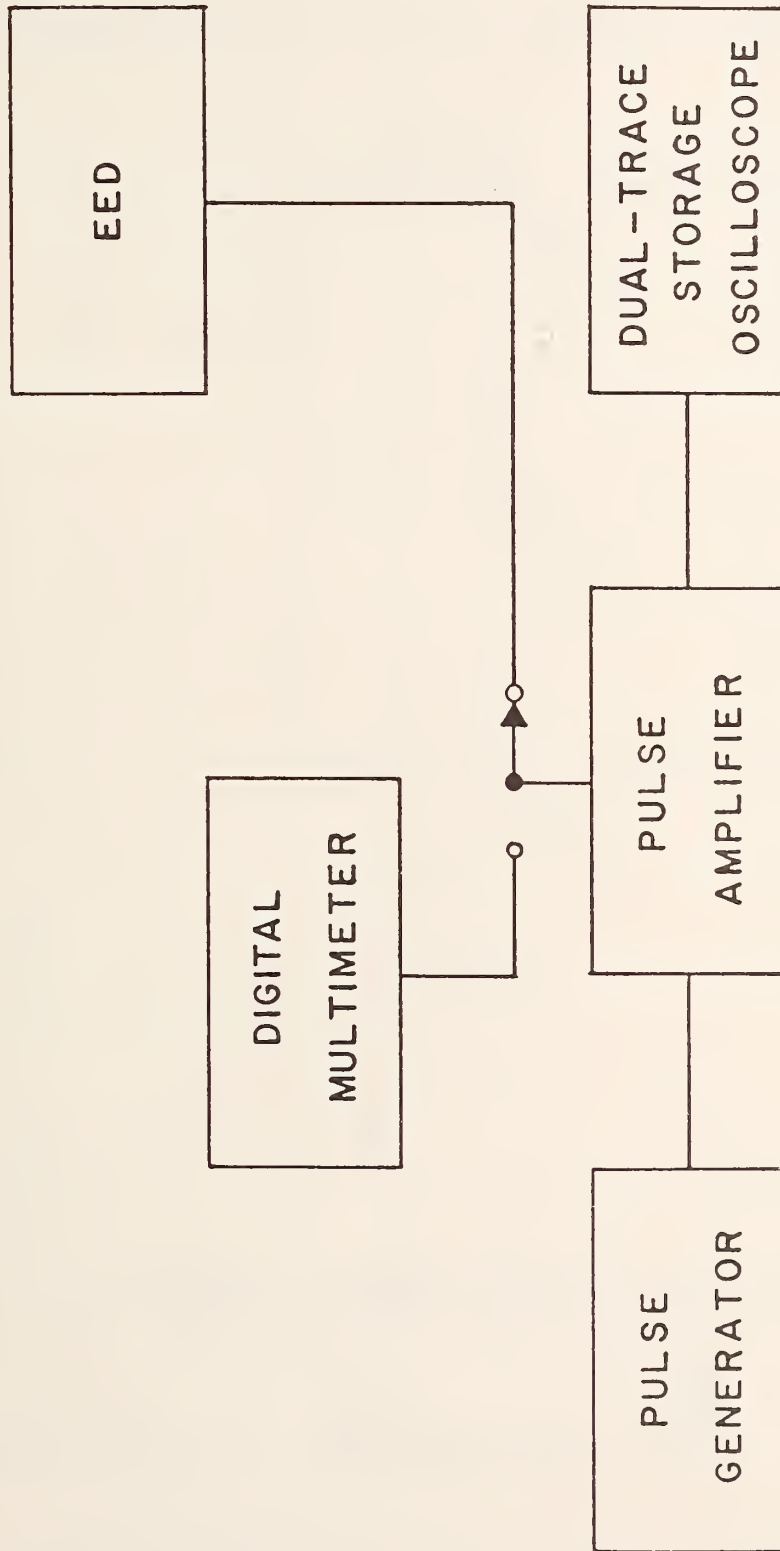 EED
DIGITAL
MULTIMETER
PULSE
GENERATOR
PULSE
AMPLIFIER
DUAL-TRACE
STORAGE
OSCILLOSCOPE